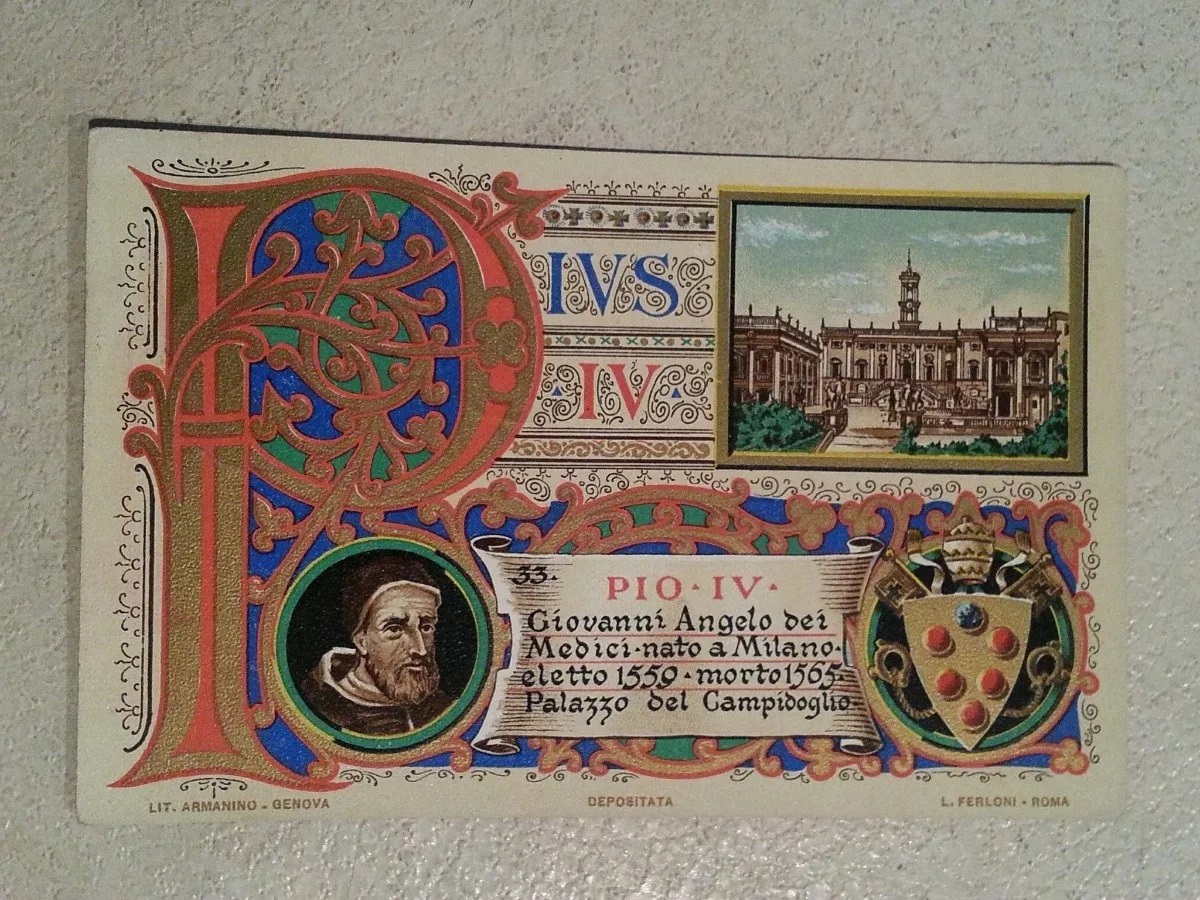 PIVS
IV
33.
PIO · IV ·
Giovanni Angelo dei
Medici · nato a Milano ·
eletto 1559 · morto 1565 ·
Palazzo del Campidoglio ·
LIT. ARMANINO - GENOVA
DEPOSITATA
L. FERLONI - ROMA